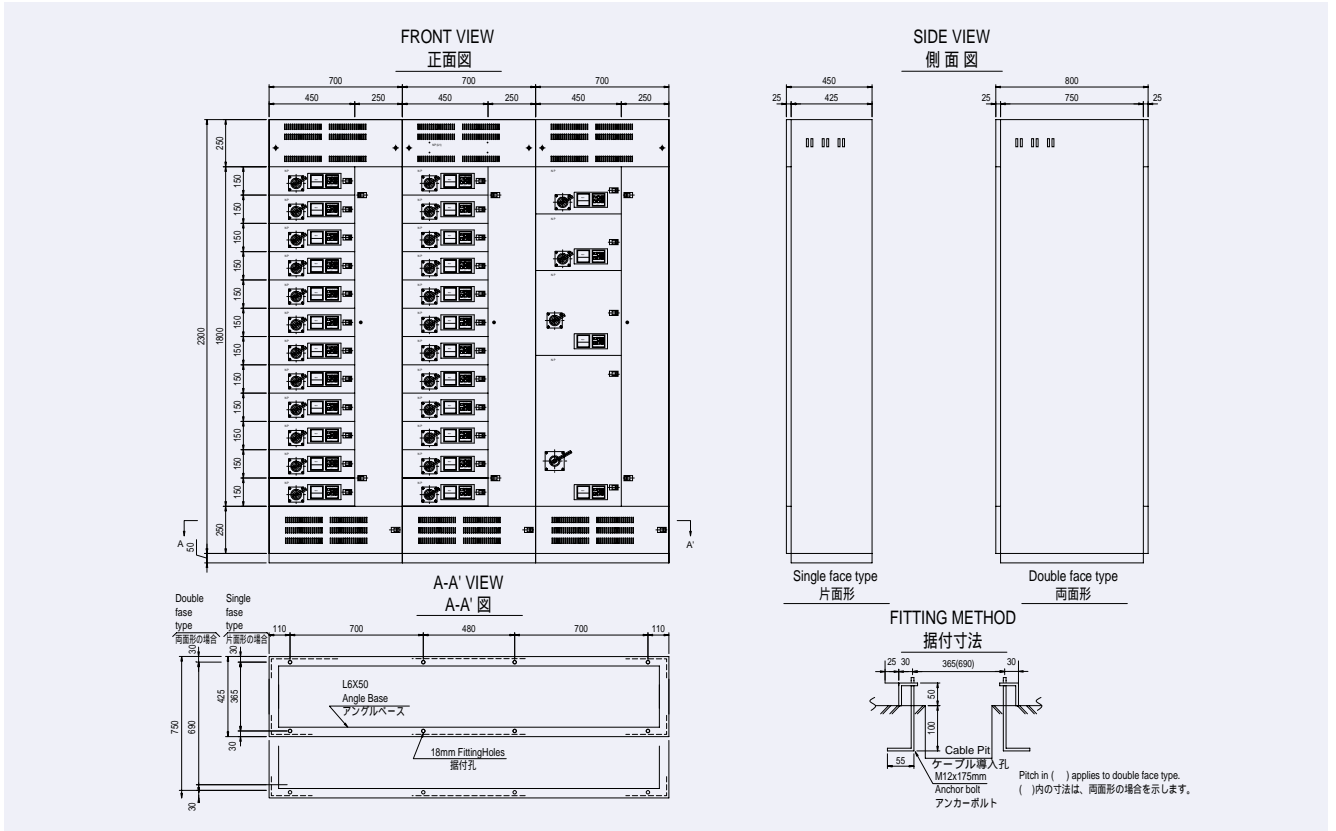 FRONT VIEW
正面図
700 700 700
450 250 450 250 450 250
2300
250
1800
150
150
150
150
150
150
150
150
150
150
150
150
250
50
A A'
SIDE VIEW
側面図
450 800
25 425 25 750 25
Single face type
片面形
Double face type
両面形
A-A' VIEW
A-A' 図
Double
fase
type
両面形の場合
Single
fase
type
片面形の場合
110 700 480 700 110
30 30
750 690 425 365
30
30
L6X50
Angle Base
アングルベース
18mm FittingHoles
据付孔
FITTING METHOD
据付寸法
25 30 365(690) 30
50
100
55
Cable Pit
ケーブル導入孔
M12x175mm
Anchor bolt
アンカーボルト
Pitch in ( ) applies to double face type.
( )内の寸法は、両面形の場合を示します。